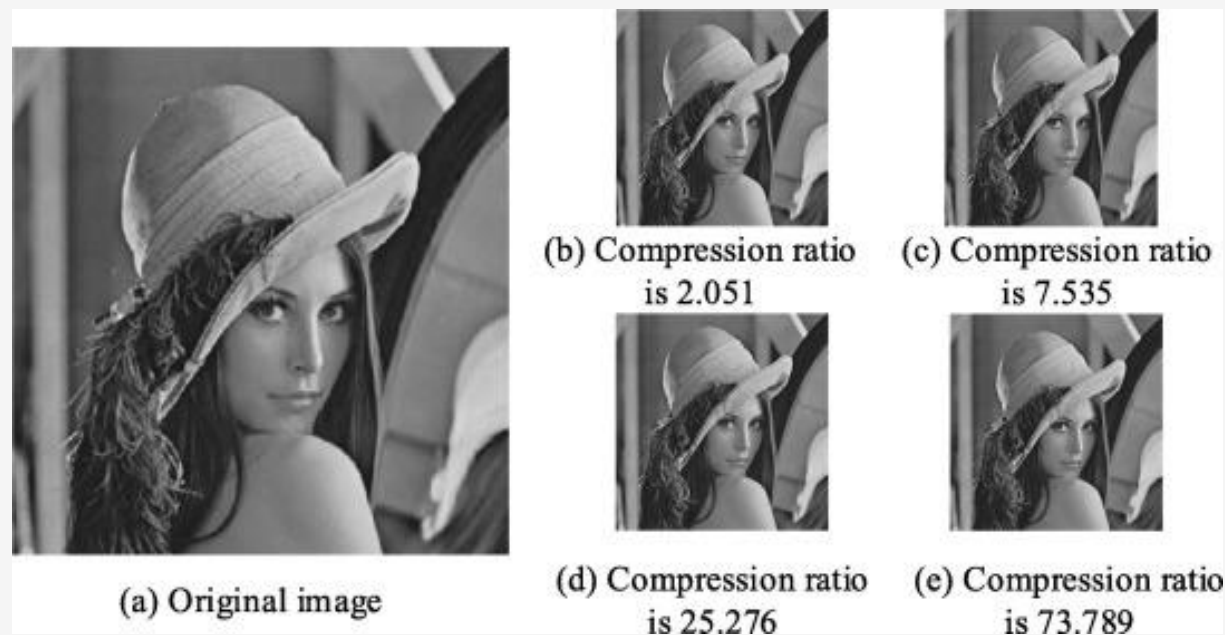 (b) Compression ratio
is 2.051
(c) Compression ratio
is 7.535
(a) Original image
(d) Compression ratio
is 25.276
(e) Compression ratio
is 73.789